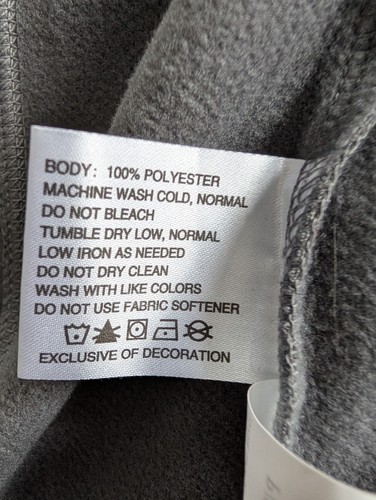 BODY: 100% POLYESTER
MACHINE WASH COLD, NORMAL
DO NOT BLEACH
TUMBLE DRY LOW, NORMAL
LOW IRON AS NEEDED
DO NOT DRY CLEAN
WASH WITH LIKE COLORS
DO NOT USE FABRIC SOFTENER
EXCLUSIVE OF DECORATION